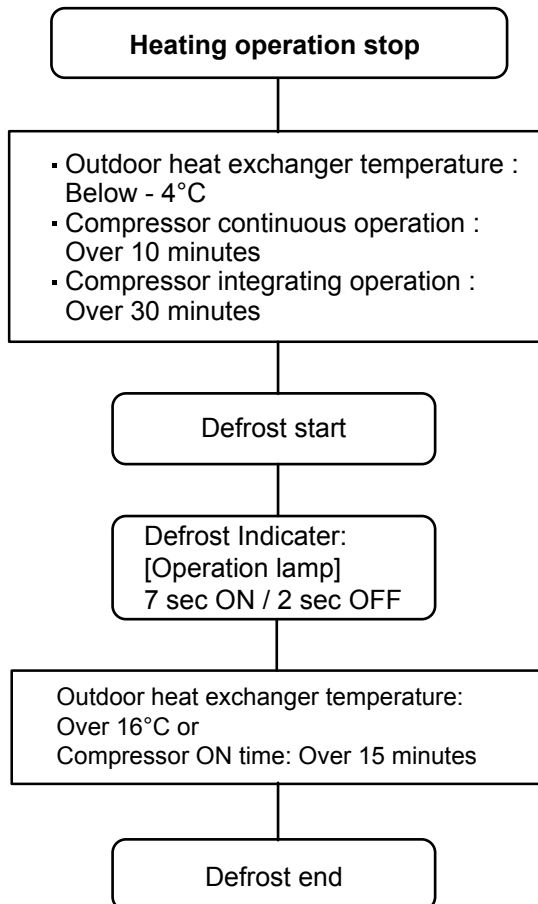 Heating operation stop
▪ Outdoor heat exchanger temperature :
Below - 4°C
▪ Compressor continuous operation :
Over 10 minutes
▪ Compressor integrating operation :
Over 30 minutes
Defrost start
Defrost Indicater:
[Operation lamp]
7 sec ON / 2 sec OFF
Outdoor heat exchanger temperature:
Over 16°C or
Compressor ON time: Over 15 minutes
Defrost end